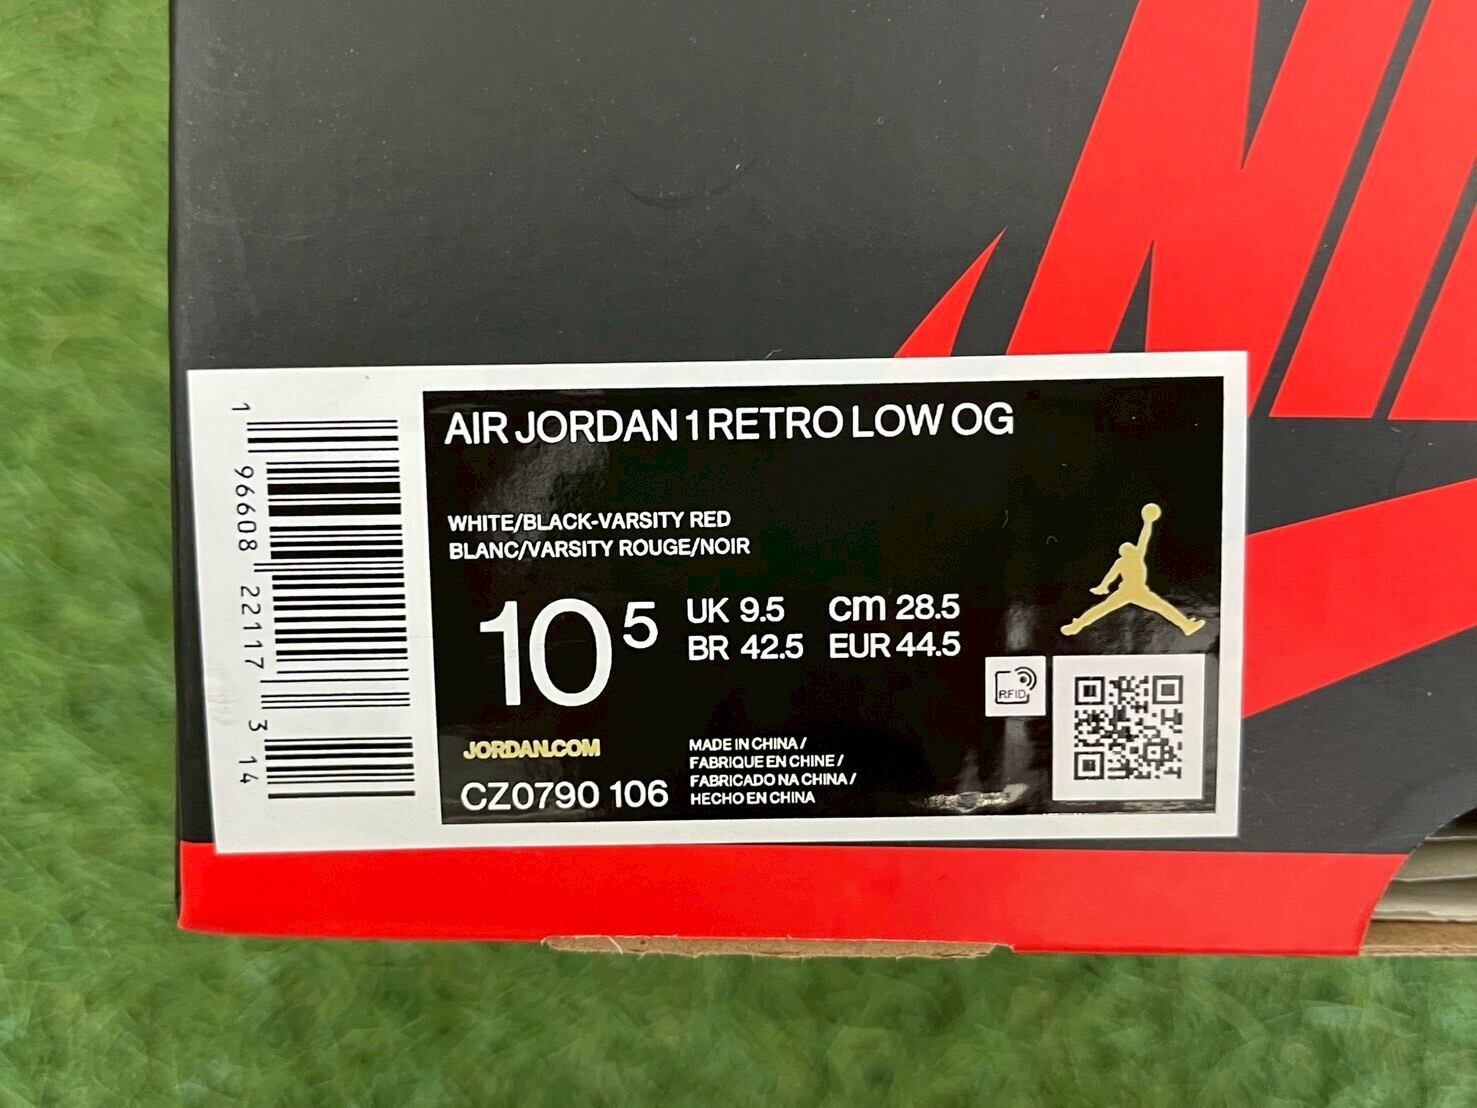 AIR JORDAN 1 RETRO LOW OG
WHITE/BLACK-VARSITY RED
BLANC/VARSITY ROUGE/NOIR
10 5
UK 9.5 cm 28.5
BR 42.5 EUR 44.5
RFID
JORDAN.COM
CZ0790 106
MADE IN CHINA /
FABRIQUE EN CHINE /
FABRICADO NA CHINA /
HECHO EN CHINA
1 96608 22117 3 14